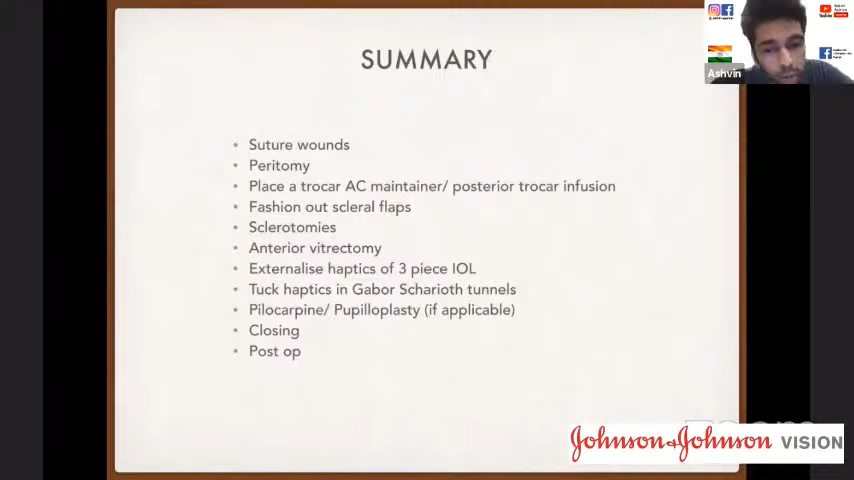 SUMMARY
• Suture wounds
• Peritomy
• Place a trocar AC maintainer/ posterior trocar infusion
• Fashion out scleral flaps
• Sclerotomies
• Anterior vitrectomy
• Externalise haptics of 3 piece IOL
• Tuck haptics in Gabor Scharioth tunnels
• Pilocarpine/ Pupilloplasty (if applicable)
• Closing
• Post op
Ashvin
Johnson & Johnson VISION